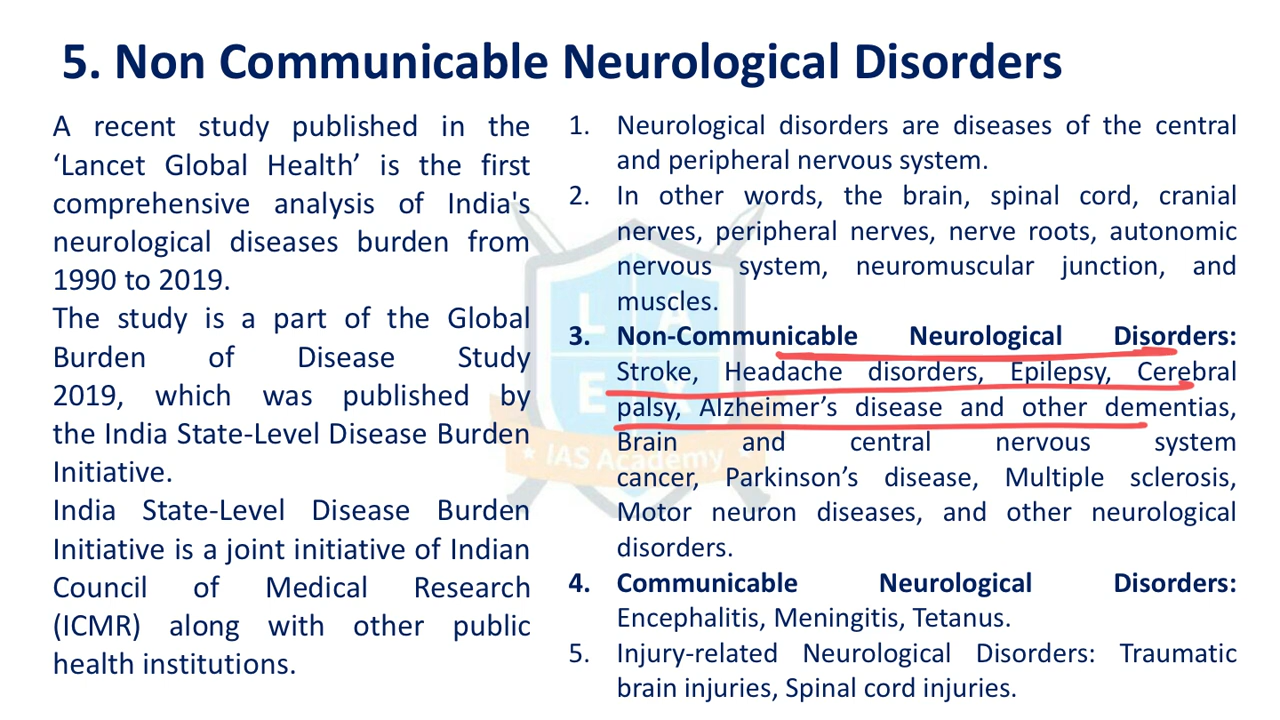 5. Non Communicable Neurological Disorders
A recent study published in the
‘Lancet Global Health’ is the first
comprehensive analysis of India's
neurological diseases burden from
1990 to 2019.
The study is a part of the Global
Burden of Disease Study
2019, which was published by
the India State-Level Disease Burden
Initiative.
India State-Level Disease Burden
Initiative is a joint initiative of Indian
Council of Medical Research
(ICMR) along with other public
health institutions.
1. Neurological disorders are diseases of the central
and peripheral nervous system.
2. In other words, the brain, spinal cord, cranial
nerves, peripheral nerves, nerve roots, autonomic
nervous system, neuromuscular junction, and
muscles.
3. Non-Communicable Neurological Disorders:
Stroke, Headache disorders, Epilepsy, Cerebral
palsy, Alzheimer’s disease and other dementias,
Brain and central nervous system
cancer, Parkinson’s disease, Multiple sclerosis,
Motor neuron diseases, and other neurological
disorders.
4. Communicable Neurological Disorders:
Encephalitis, Meningitis, Tetanus.
5. Injury-related Neurological Disorders: Traumatic
brain injuries, Spinal cord injuries.
L A
E X
IAS Academy